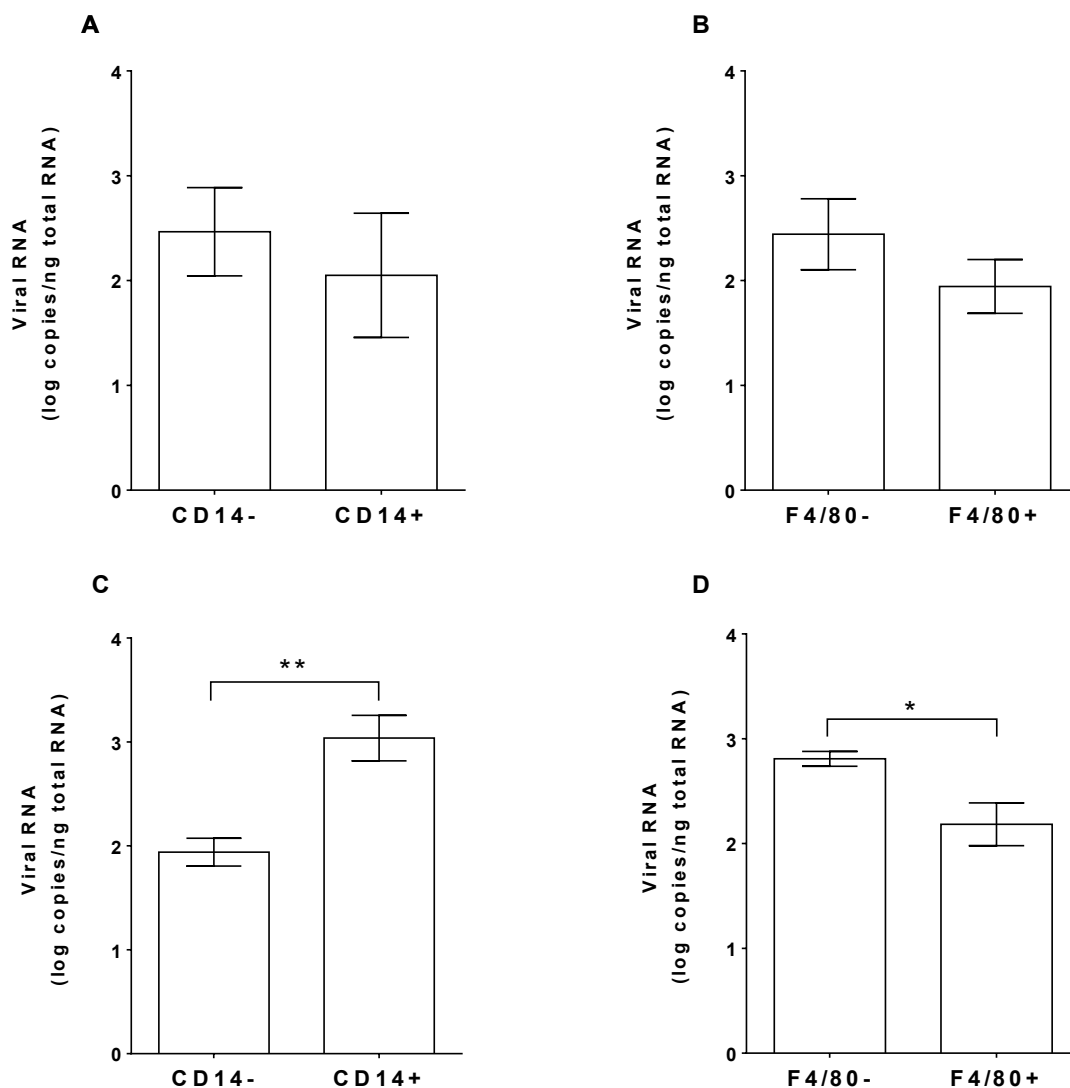 A
Viral RNA
(log copies/ng total RNA)
4
3
2
1
0
CD14-
CD14+
B
Viral RNA
(log copies/ng total RNA)
4
3
2
1
0
F4/80-
F4/80+
C
Viral RNA
(log copies/ng total RNA)
4
3
2
1
0
**
CD14-
CD14+
D
Viral RNA
(log copies/ng total RNA)
4
3
2
1
0
*
F4/80-
F4/80+